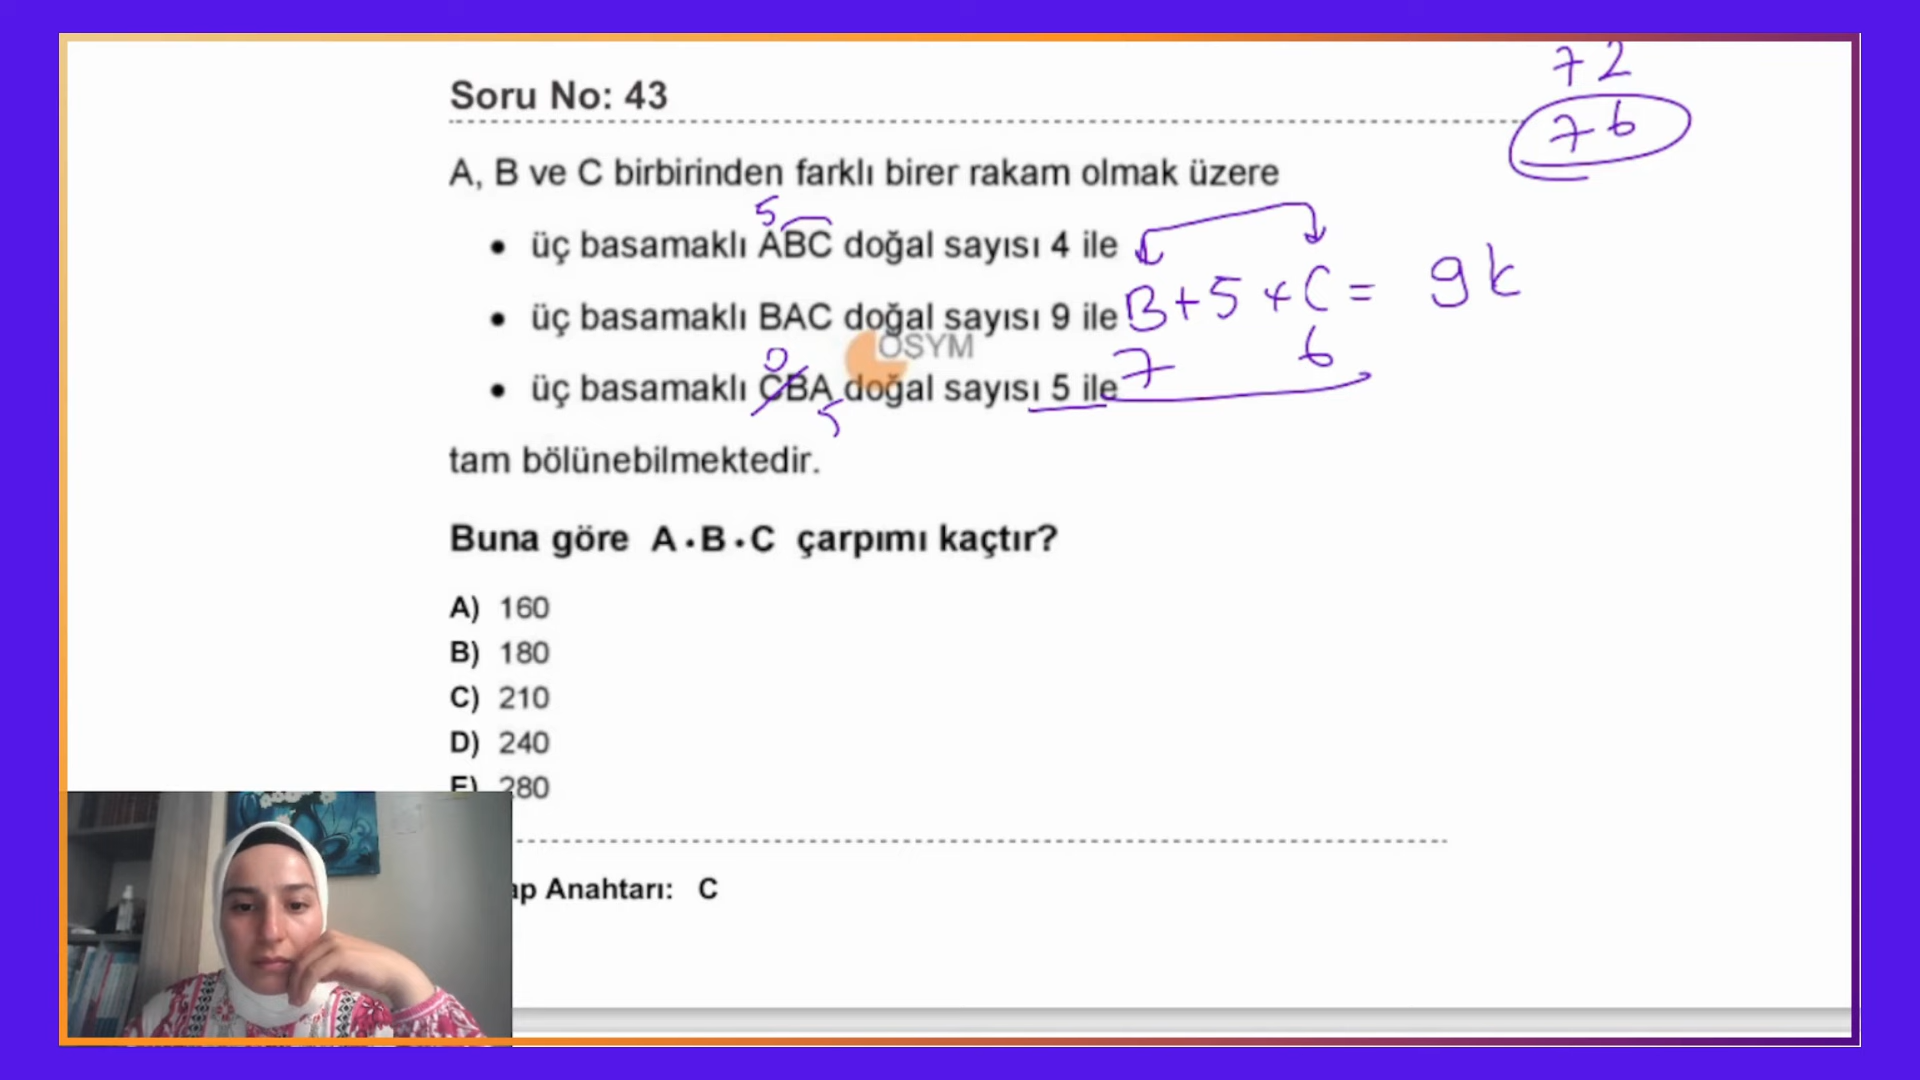 72
76
Soru No: 43
A, B ve C birbirinden farklı birer rakam olmak üzere
5
• üç basamaklı ABC doğal sayısı 4 ile
• üç basamaklı BAC doğal sayısı 9 ile
B+5+C= 9k
ÖSYM
7 6
0
• üç basamaklı CBA doğal sayısı 5 ile
5
tam bölünebilmektedir.
Buna göre A·B·C çarpımı kaçtır?
A) 160
B) 180
C) 210
D) 240
E) 280
ap Anahtarı: C